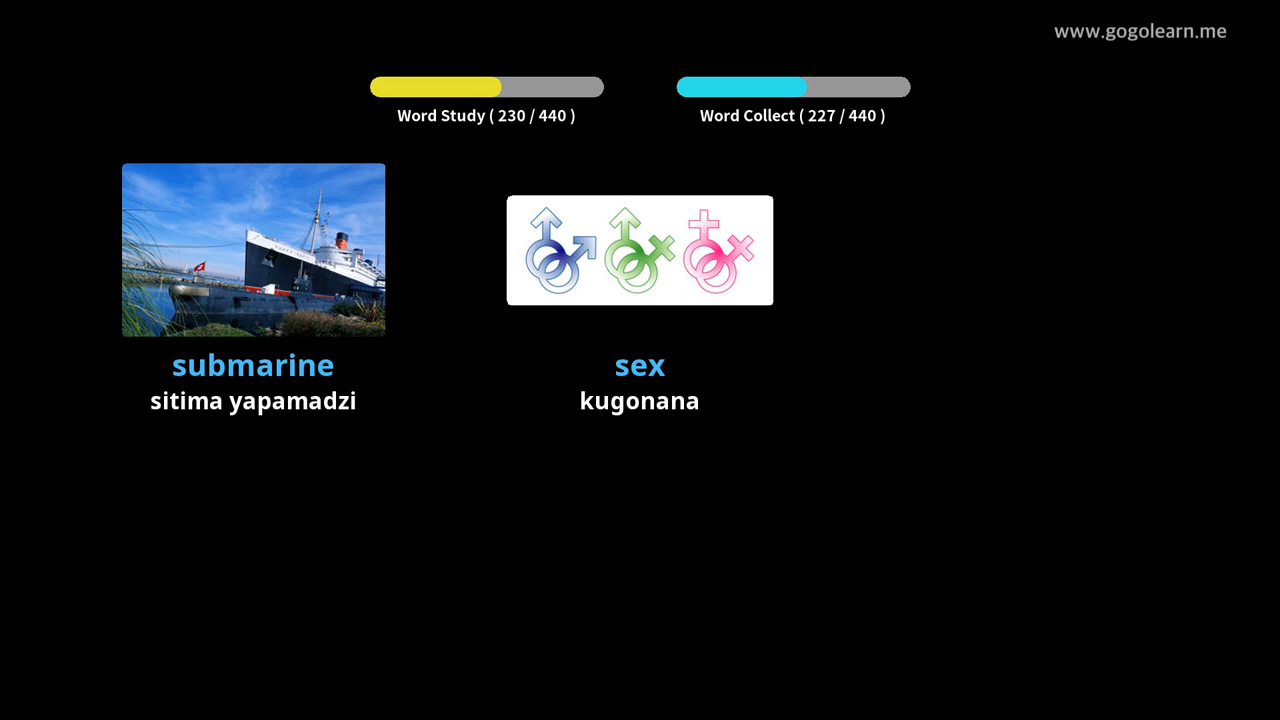 www.gogolearn.me
Word Study ( 230 / 440 )
Word Collect ( 227 / 440 )
submarine
sitima yapamadzi
sex
kugonana